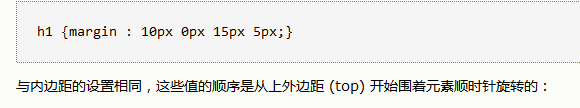 h1 {margin : 10px 0px 15px 5px;}
与内边距的设置相同，这些值的顺序是从上外边距 (top) 开始围着元素顺时针旋转的：